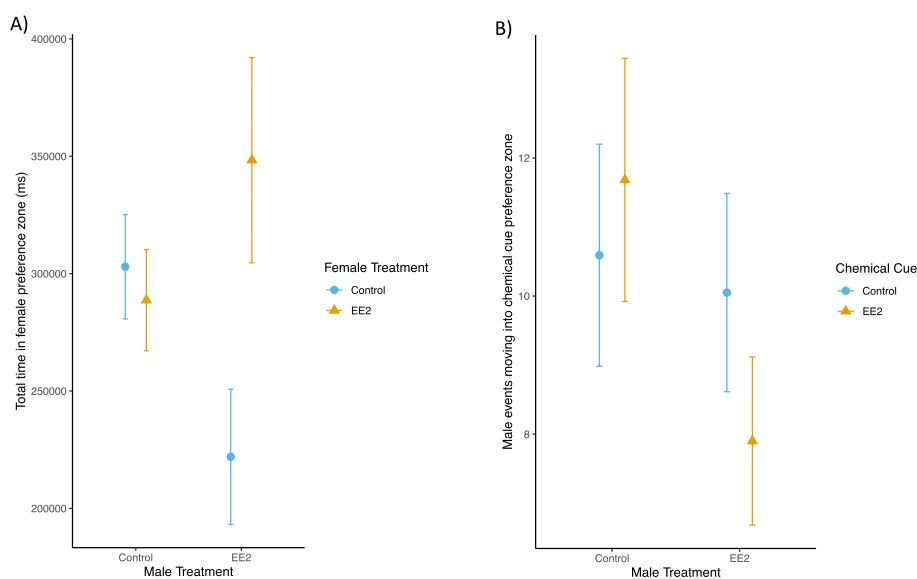 A)
400000
350000
300000
250000
200000
Total time in female preference zone (ms)
Control
EE2
Male Treatment
Female Treatment
Control
EE2
B)
12
10
8
Male events moving into chemical cue preference zone
Control
EE2
Male Treatment
Chemical Cue
Control
EE2